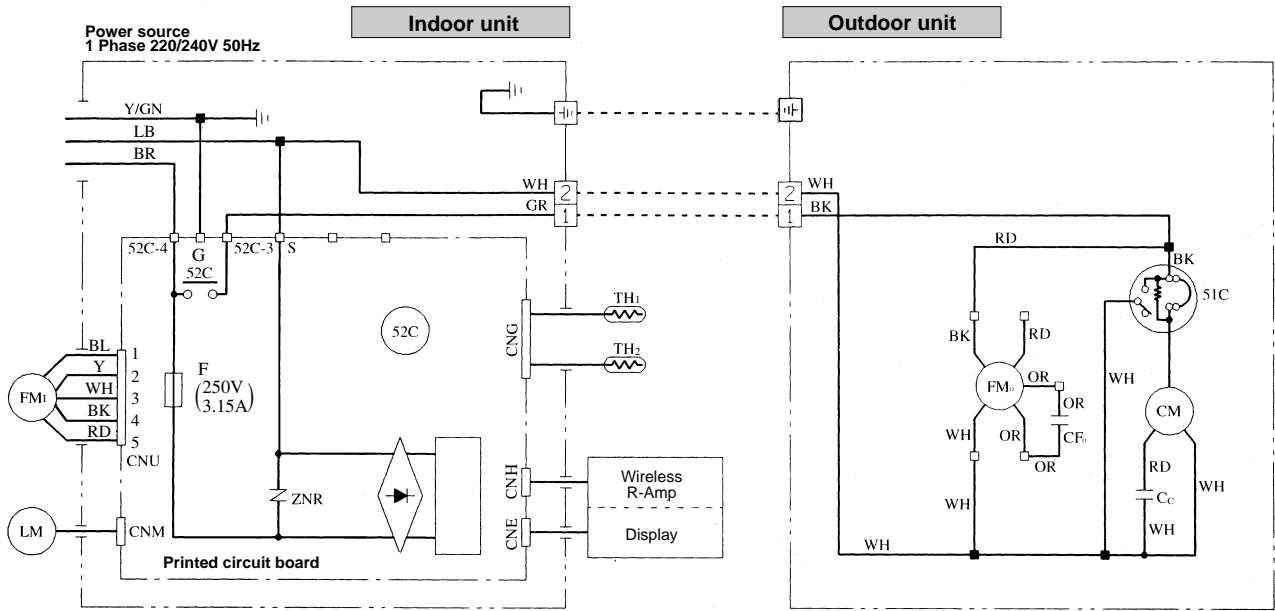 Indoor unit
Outdoor unit
Power source
1 Phase 220/240V 50Hz
Y/GN
LB
BR
WH 2
GR 1
2 WH
1 BK
52C-4
G
52C-3
S
52C
52C
RD
BK
51C
TH1
TH2
CNG
BL 1
Y 2
WH 3
BK 4
RD 5
FMI
CNU
F
(250V
3.15A)
BK
RD
FMO
OR
OR
CFO
OR
OR
WH
WH
WH
CM
RD
CC
WH
WH
ZNR
CNH
CNE
Wireless
R-Amp
Display
LM
CNM
Printed circuit board
WH